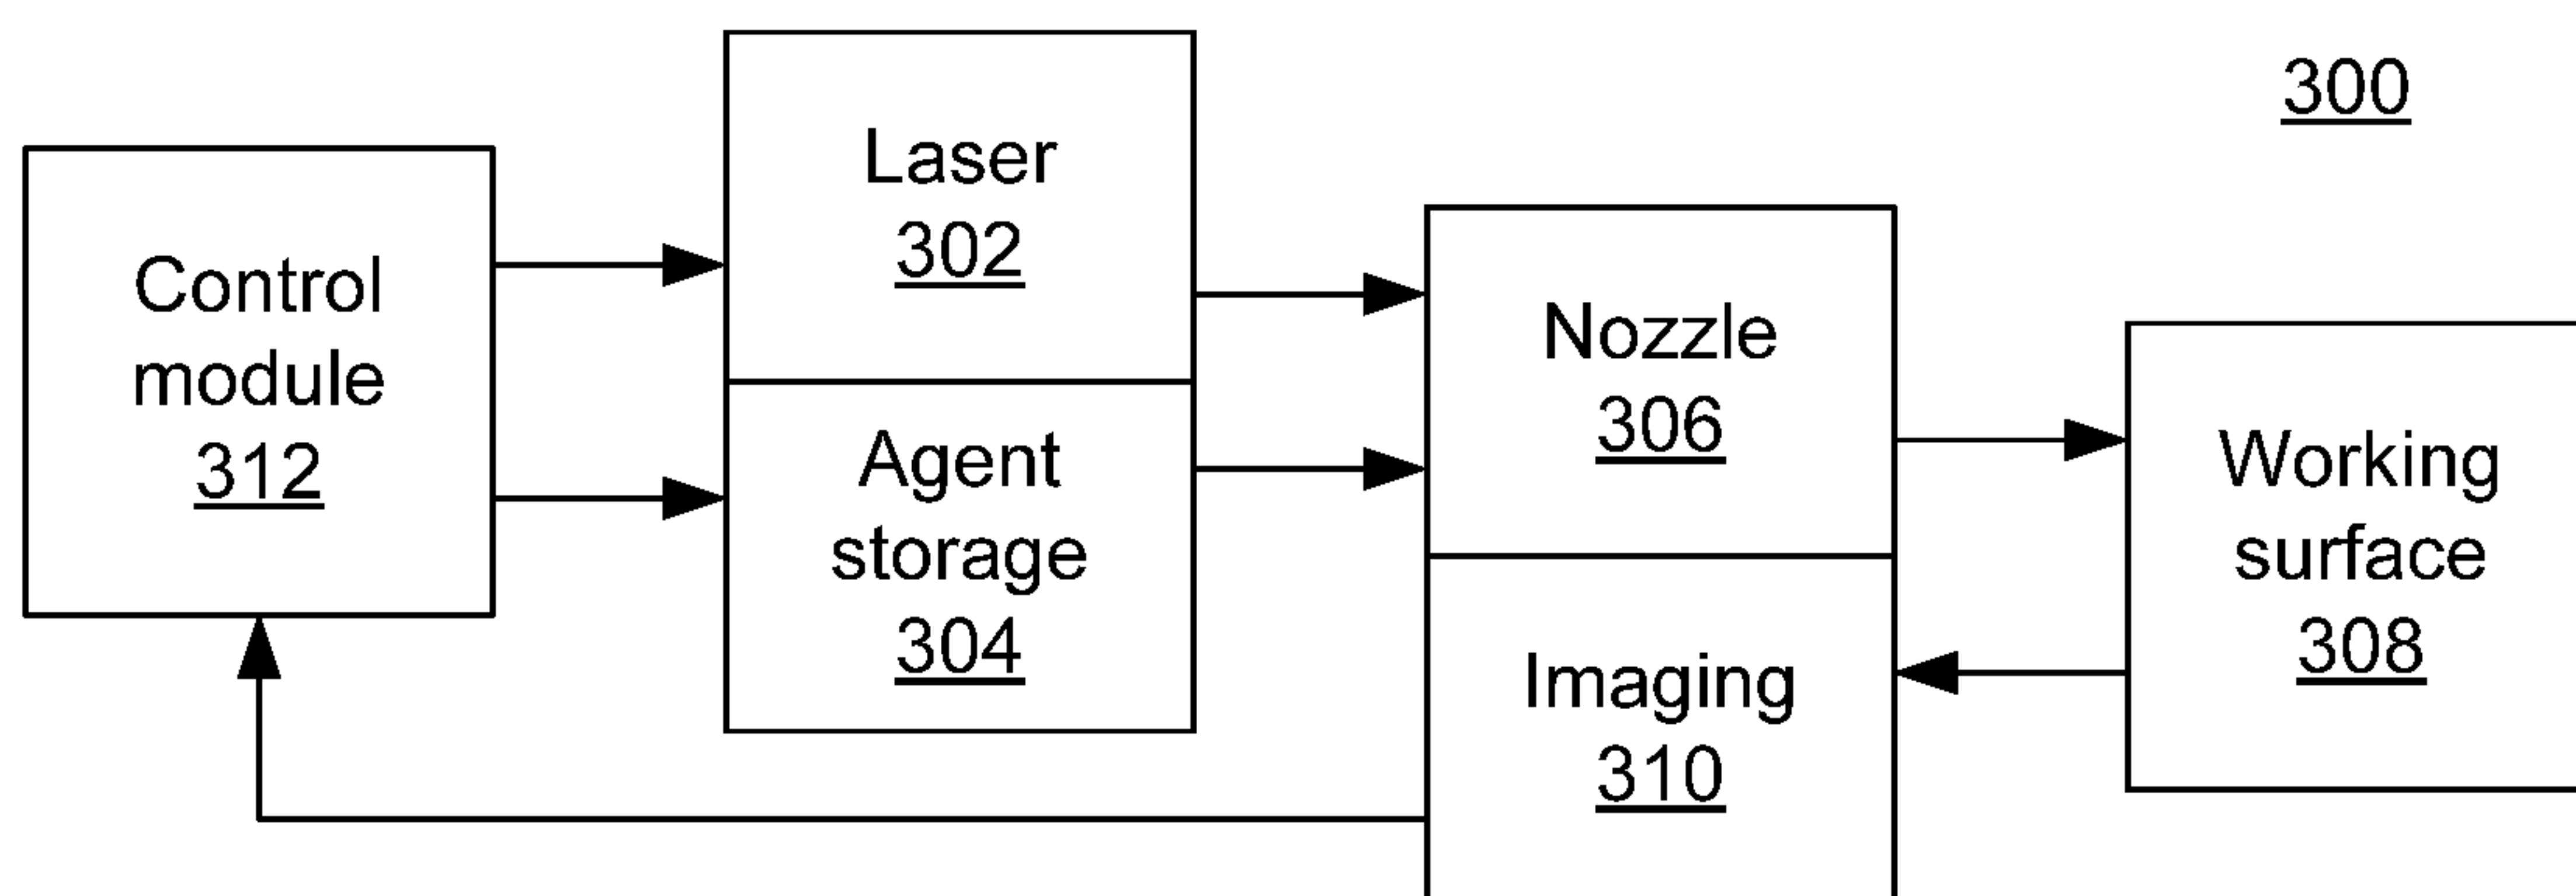 300
Control
module
312
Laser
302
Agent
storage
304
Nozzle
306
Imaging
310
Working
surface
308